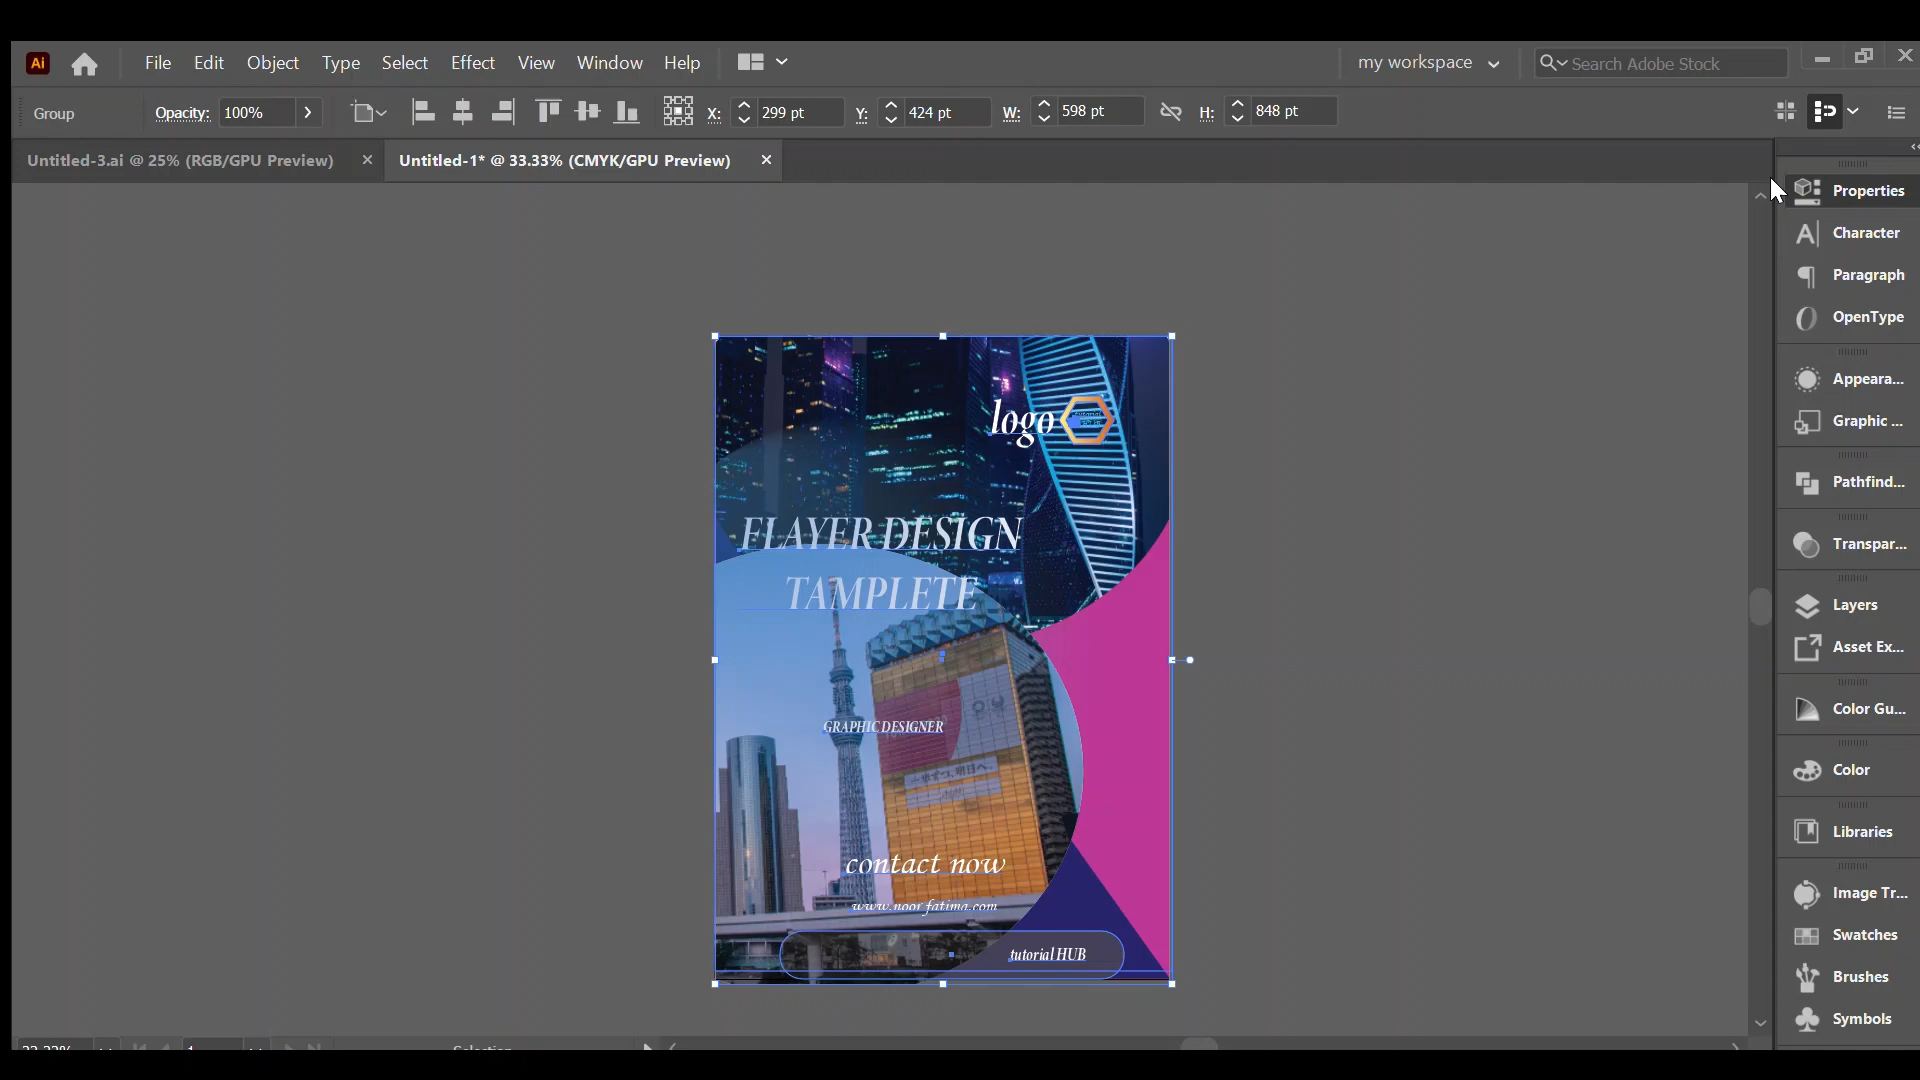 Ai File Edit Object Type Select Effect View Window Help my workspace Search Adobe Stock
Group Opacity: 100% X: 299 pt Y: 424 pt W: 598 pt H: 848 pt
Untitled-3.ai @ 25% (RGB/GPU Preview) Untitled-1* @ 33.33% (CMYK/GPU Preview)
Properties
Character
Paragraph
OpenType
Appeara...
Graphic ...
Pathfind...
Transpar...
Layers
Asset Ex...
Color Gu...
Color
Libraries
Image Tr...
Swatches
Brushes
Symbols
logo
FLAYER DESIGN
TAMPLETE
GRAPHIC DESIGNER
contact now
www.noor fatima.com
tutorial HUB